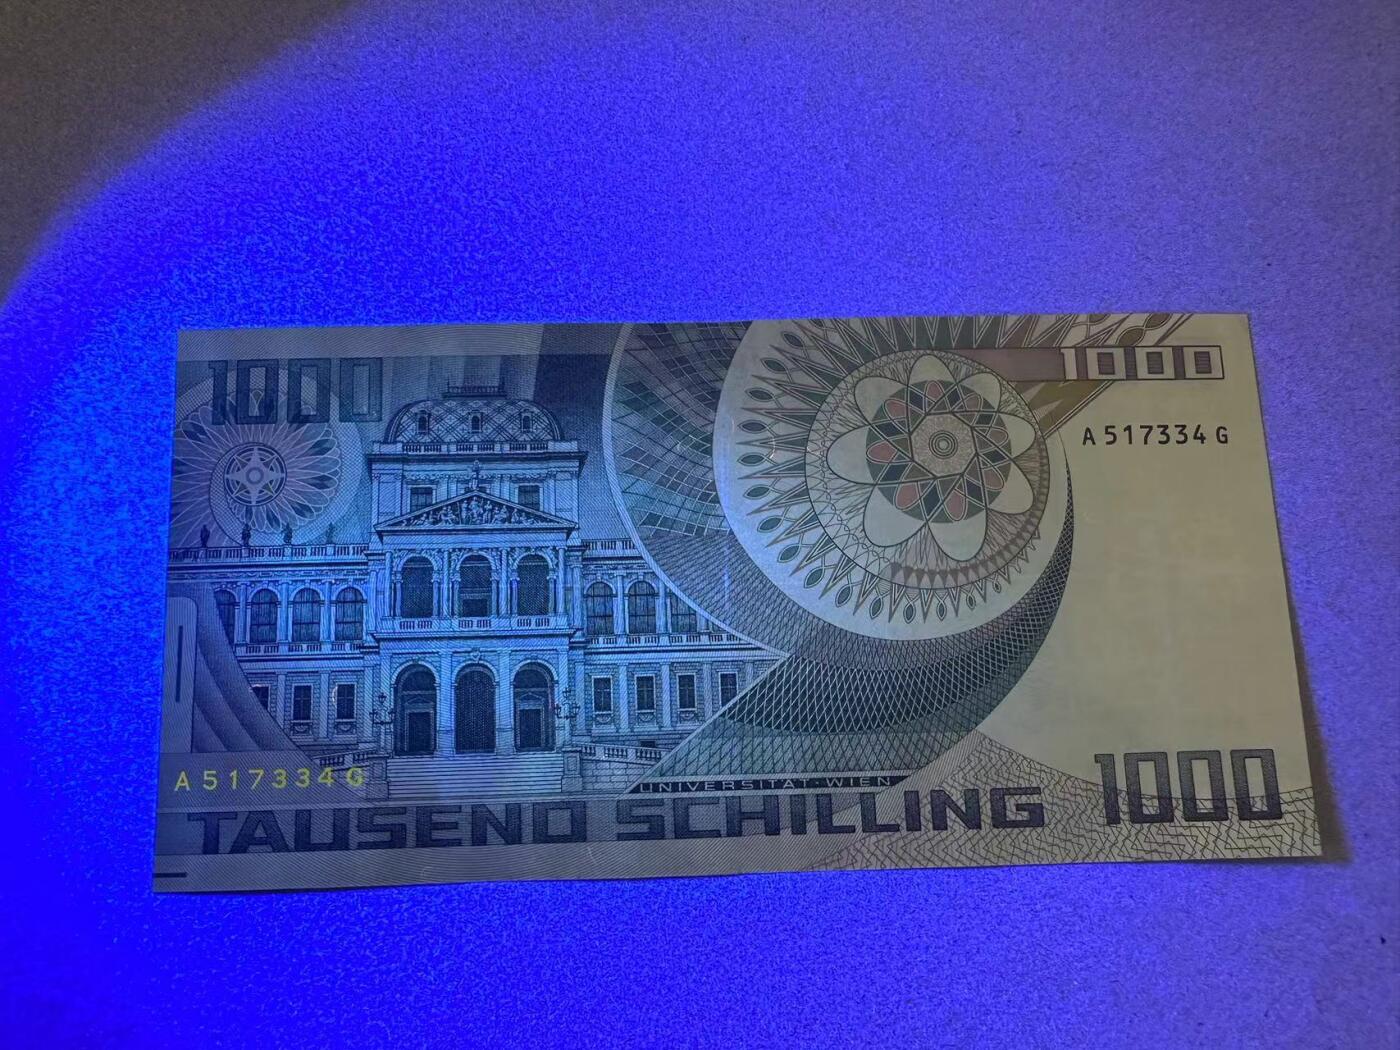 1000
1000
A 517334 G
A 517334 G
UNIVERSITÄT·WIEN
TAUSEND SCHILLING
1000